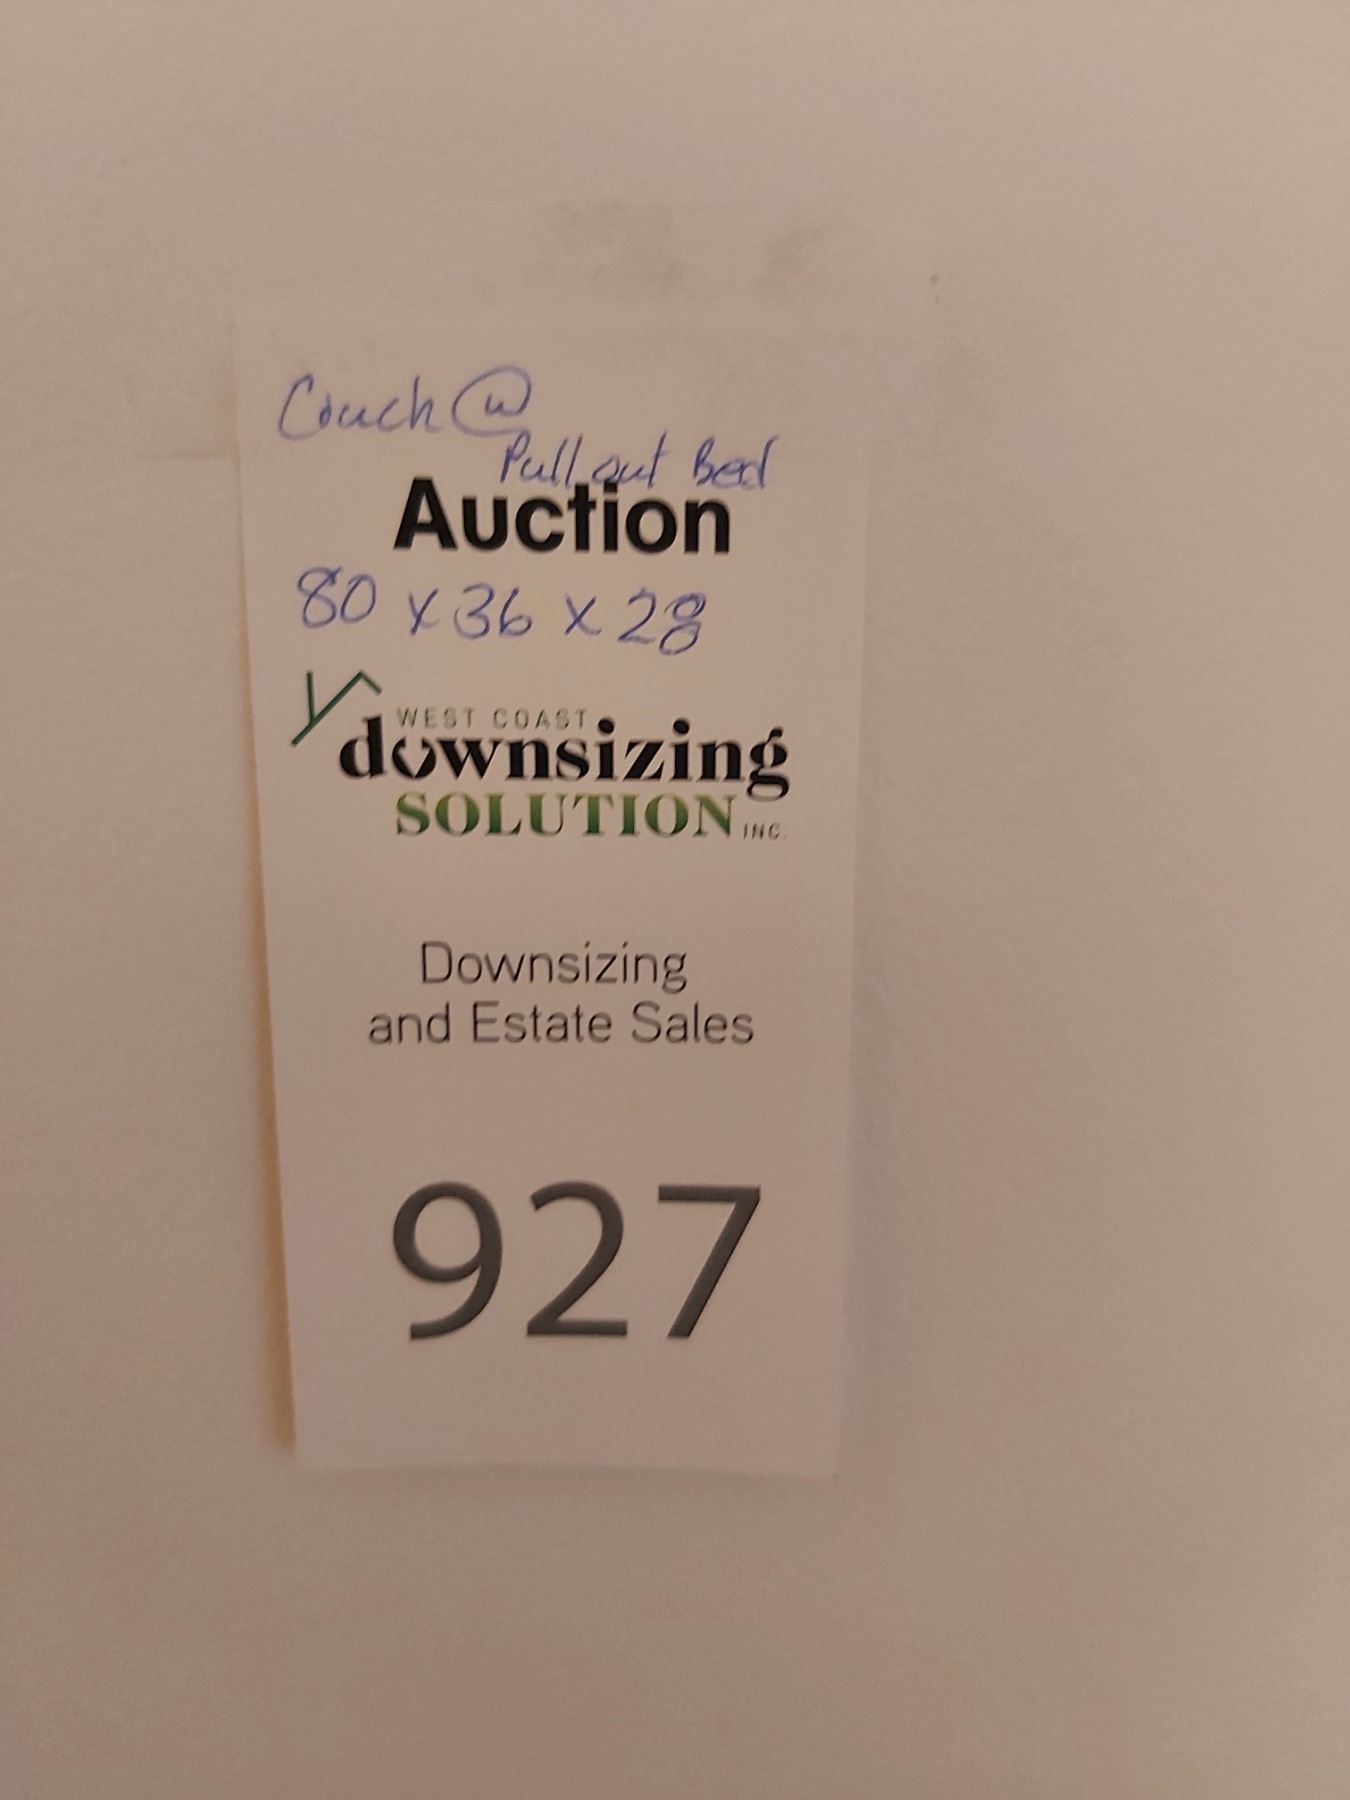 Couch ⓦ
Pull out Bed
Auction
80 x 36 x 28
WEST COAST
downsizing
SOLUTION INC.
Downsizing
and Estate Sales
927